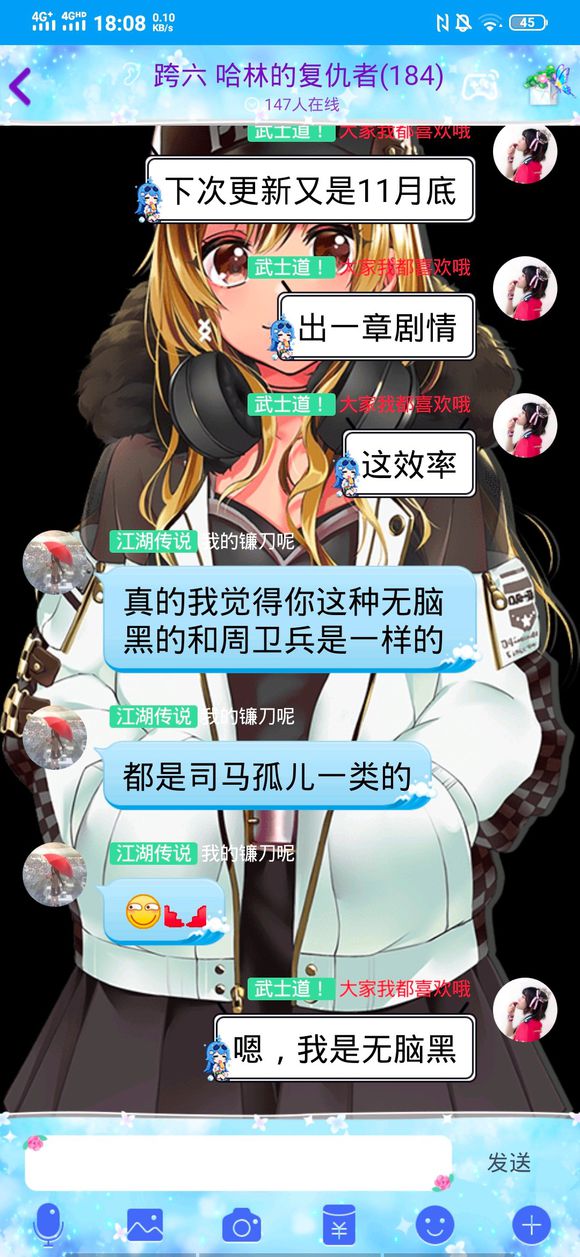 4G+ 4GHD 18:08 0.10 KB/s 45
跨六 哈林的复仇者(184)
147人在线
武士道！ 大家我都喜欢哦
下次更新又是11月底
武士道！ 大家我都喜欢哦
出一章剧情
武士道！ 大家我都喜欢哦
这效率
江湖传说 我的镰刀呢
真的我觉得你这种无脑
黑的和周卫兵是一样的
江湖传说 我的镰刀呢
都是司马孤儿一类的
江湖传说 我的镰刀呢
武士道！ 大家我都喜欢哦
嗯，我是无脑黑
发送
¥